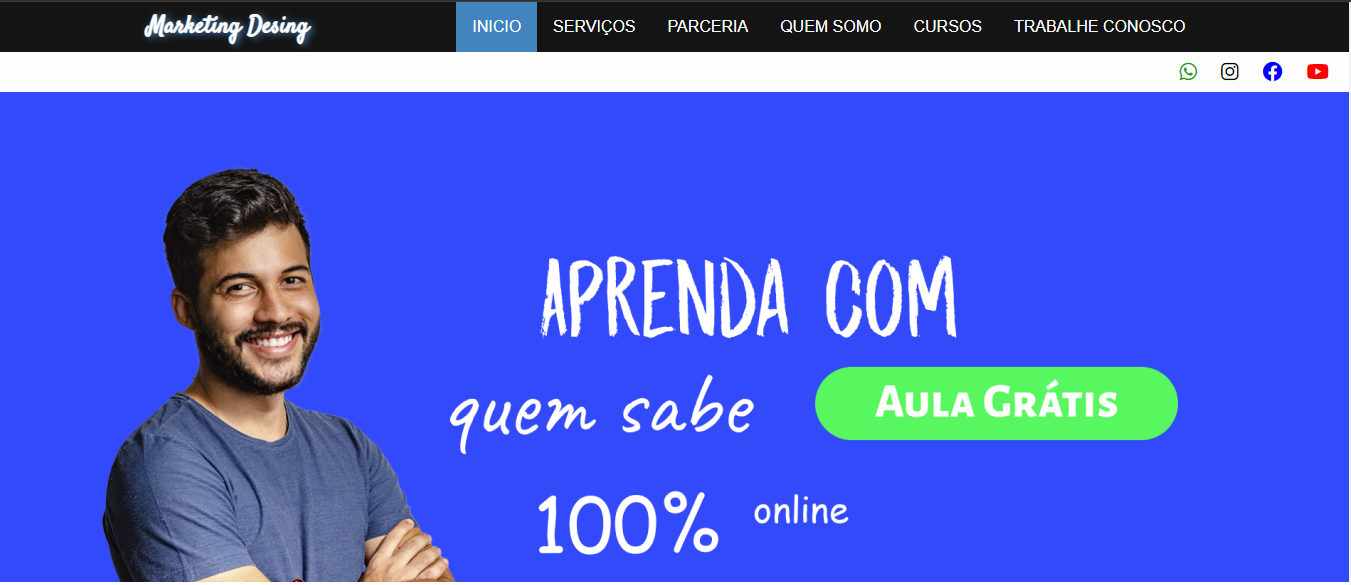 Marketing Desing
INICIO SERVIÇOS PARCERIA QUEM SOMO CURSOS TRABALHE CONOSCO
APRENDA COM
quem sabe
Aula Grátis
100% online